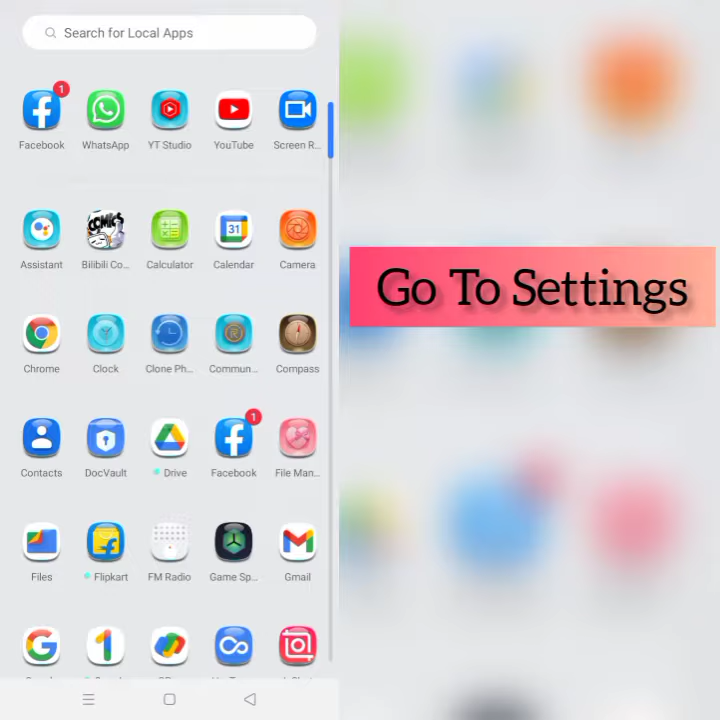 Search for Local Apps
1
Facebook WhatsApp YT Studio YouTube Screen R...
COMICS
31
Assistant Bilibili Co... Calculator Calendar Camera
Go To Settings
Chrome Clock Clone Ph... Commun... Compass
1
Contacts DocVault Drive Facebook File Man...
Files Flipkart FM Radio Game Sp... Gmail